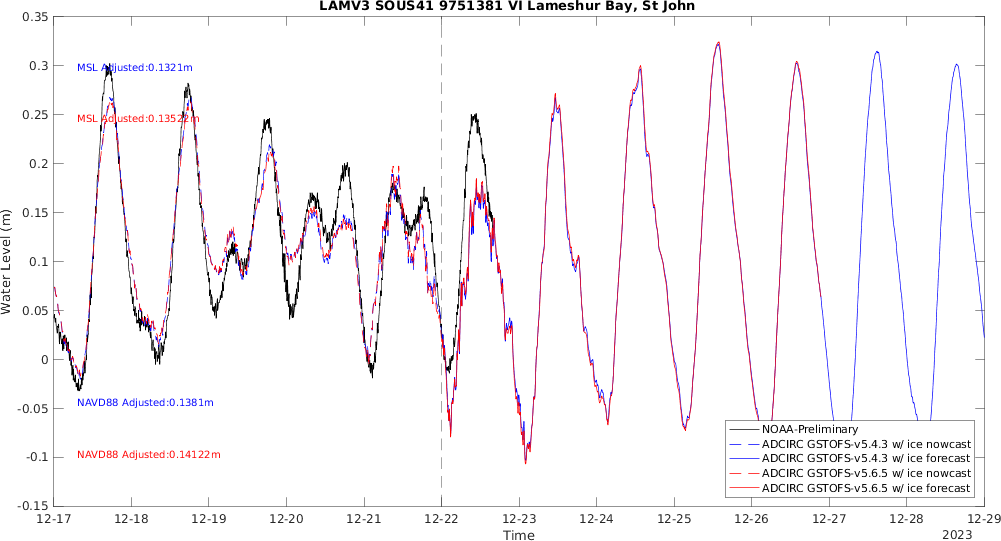 LAMV3 SOUS41 9751381 VI Lameshur Bay, St John
0.35
0.3
0.25
0.2
0.15
0.1
0.05
0
-0.05
-0.1
-0.15
Water Level (m)
MSL Adjusted:0.1321m
MSL Adjusted:0.13522m
NAVD88 Adjusted:0.1381m
NAVD88 Adjusted:0.14122m
NOAA-Preliminary
ADCIRC GSTOFS-v5.4.3 w/ ice nowcast
ADCIRC GSTOFS-v5.4.3 w/ ice forecast
ADCIRC GSTOFS-v5.6.5 w/ ice nowcast
ADCIRC GSTOFS-v5.6.5 w/ ice forecast
12-17 12-18 12-19 12-20 12-21 12-22 12-23 12-24 12-25 12-26 12-27 12-28 12-29
Time
2023